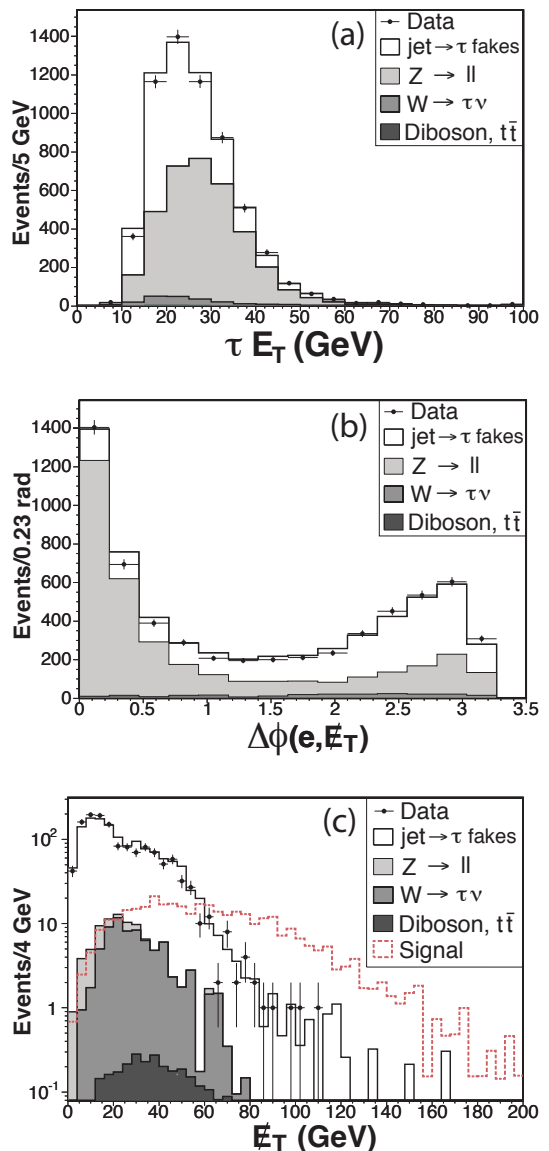 (a)
Data
jet→τ fakes
Z → ll
W → τν
Diboson, tt̄
Events/5 GeV
1400
1200
1000
800
600
400
200
0
0 10 20 30 40 50 60 70 80 90 100
τ E_T (GeV)
(b)
Data
jet→τ fakes
Z → ll
W → τν
Diboson, tt̄
Events/0.23 rad
1400
1200
1000
800
600
400
200
0
0 0.5 1 1.5 2 2.5 3 3.5
Δϕ(e,E̸_T)
(c)
Data
jet→τ fakes
Z → ll
W → τν
Diboson, tt̄
Signal
Events/4 GeV
10²
10
1
10⁻¹
0 20 40 60 80 100 120 140 160 180 200
E̸_T (GeV)